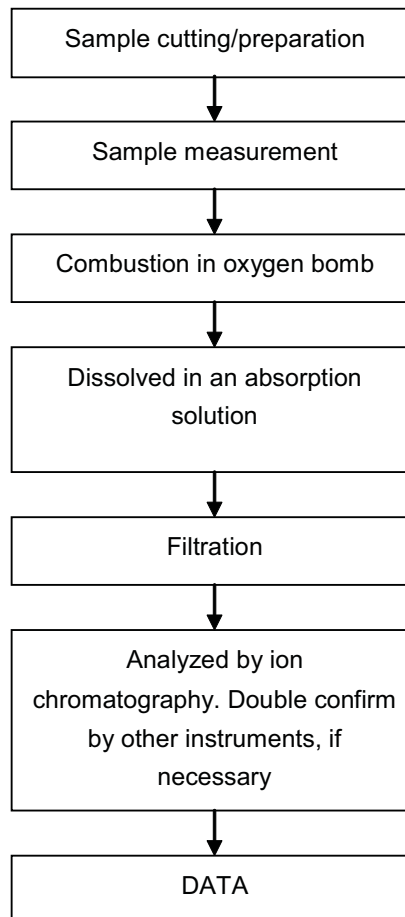 Sample cutting/preparation
Sample measurement
Combustion in oxygen bomb
Dissolved in an absorption
solution
Filtration
Analyzed by ion
chromatography. Double confirm
by other instruments, if
necessary
DATA